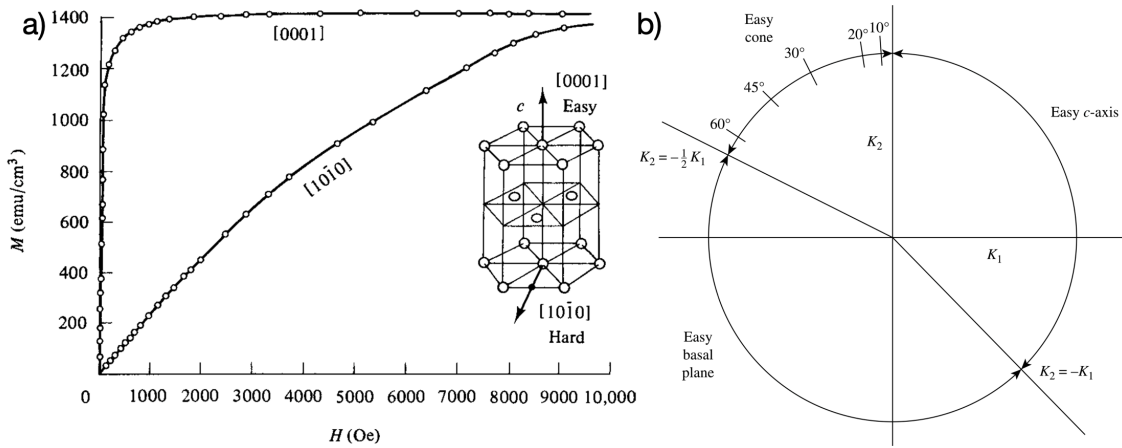 a)
M (emu/cm³)
1400
1200
1000
800
600
400
200
0
1000
2000
3000
4000
5000
6000
7000
8000
9000
10,000
H (Oe)
[0001]
[101̄0]
[0001]
c
Easy
[101̄0]
Hard
b)
Easy
cone
10°
20°
30°
45°
60°
K₂
Easy c-axis
K₂ = −½ K₁
K₁
Easy
basal
plane
K₂ = −K₁